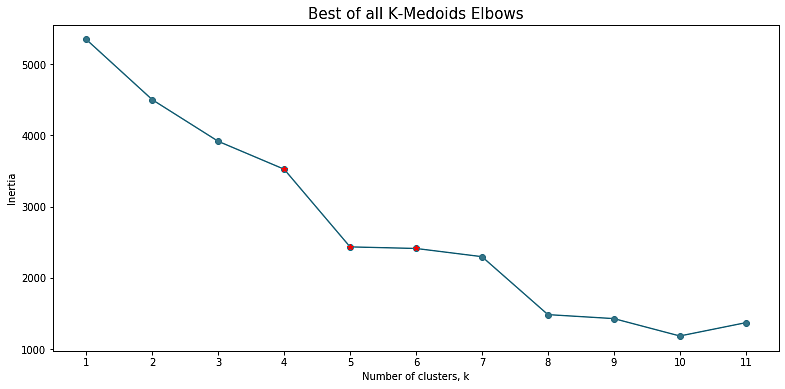 Best of all K-Medoids Elbows
Inertia
5000
4000
3000
2000
1000
1 2 3 4 5 6 7 8 9 10 11
Number of clusters, k